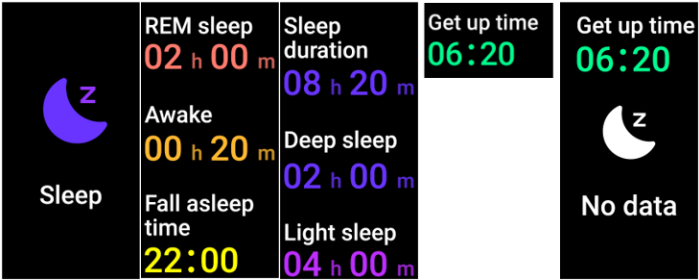 z
Sleep
REM sleep
02 h 00 m
Awake
00 h 20 m
Fall asleep
time
22:00
Sleep
duration
08 h 20 m
Deep sleep
02 h 00 m
Light sleep
04 h 00 m
Get up time
06:20
Get up time
06:20
z
No data